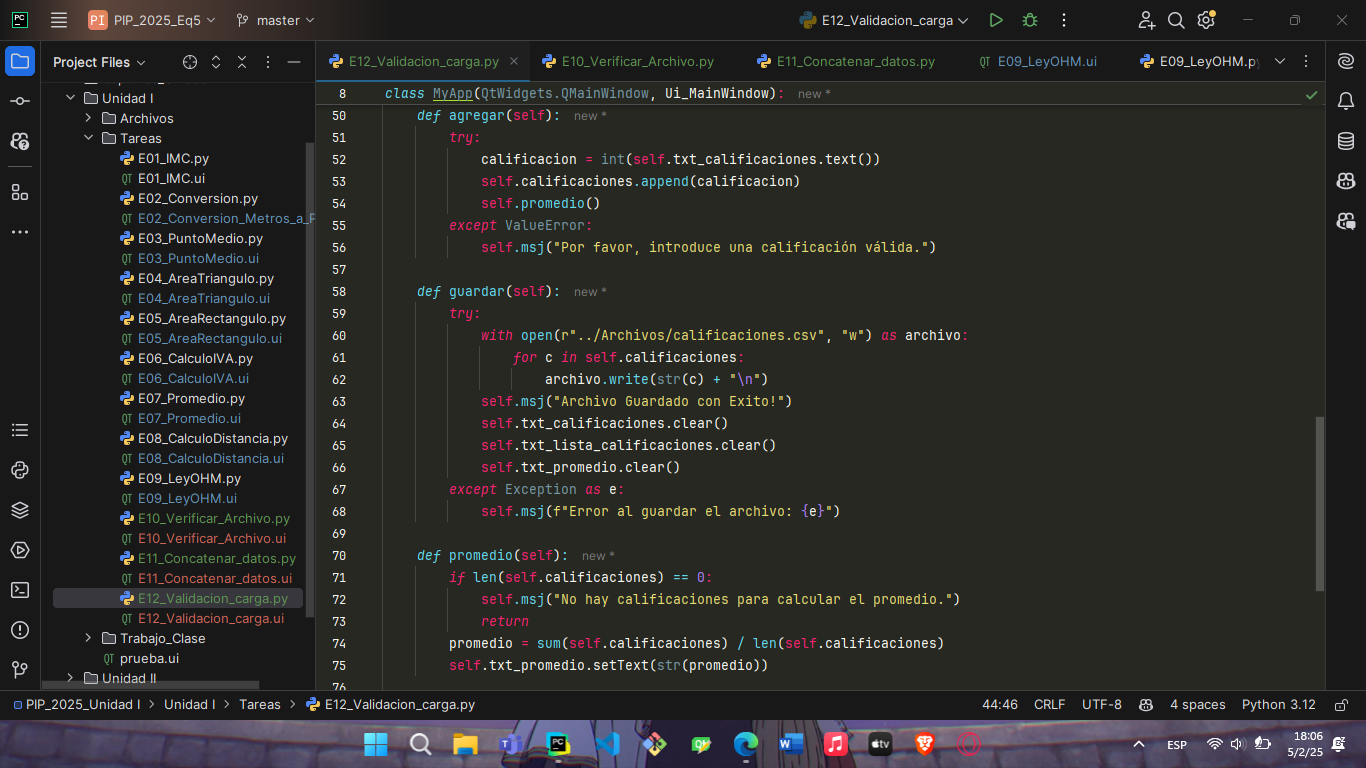 PC
PI PIP_2025_Eq5
master
E12_Validacion_carga
Project Files
E12_Validacion_carga.py
E10_Verificar_Archivo.py
E11_Concatenar_datos.py
E09_LeyOHM.ui
E09_LeyOHM.py
Unidad I
Archivos
Tareas
E01_IMC.py
E01_IMC.ui
E02_Conversion.py
E02_Conversion_Metros_a_P
E03_PuntoMedio.py
E03_PuntoMedio.ui
E04_AreaTriangulo.py
E04_AreaTriangulo.ui
E05_AreaRectangulo.py
E05_AreaRectangulo.ui
E06_CalculoIVA.py
E06_CalculoIVA.ui
E07_Promedio.py
E07_Promedio.ui
E08_CalculoDistancia.py
E08_CalculoDistancia.ui
E09_LeyOHM.py
E09_LeyOHM.ui
E10_Verificar_Archivo.py
E10_Verificar_Archivo.ui
E11_Concatenar_datos.py
E11_Concatenar_datos.ui
E12_Validacion_carga.py
E12_Validacion_carga.ui
Trabajo_Clase
prueba.ui
Unidad II
8 class MyApp(QtWidgets.QMainWindow, Ui_MainWindow): new *
50 def agregar(self): new *
51 try:
52 calificacion = int(self.txt_calificaciones.text())
53 self.calificaciones.append(calificacion)
54 self.promedio()
55 except ValueError:
56 self.msj("Por favor, introduce una calificación válida.")
57
58 def guardar(self): new *
59 try:
60 with open(r"../Archivos/calificaciones.csv", "w") as archivo:
61 for c in self.calificaciones:
62 archivo.write(str(c) + "\n")
63 self.msj("Archivo Guardado con Exito!")
64 self.txt_calificaciones.clear()
65 self.txt_lista_calificaciones.clear()
66 self.txt_promedio.clear()
67 except Exception as e:
68 self.msj(f"Error al guardar el archivo: {e}")
69
70 def promedio(self): new *
71 if len(self.calificaciones) == 0:
72 self.msj("No hay calificaciones para calcular el promedio.")
73 return
74 promedio = sum(self.calificaciones) / len(self.calificaciones)
75 self.txt_promedio.setText(str(promedio))
76
PIP_2025_Unidad I > Unidad I > Tareas > E12_Validacion_carga.py
44:46 CRLF UTF-8 4 spaces Python 3.12
ESP
18:06
5/2/25